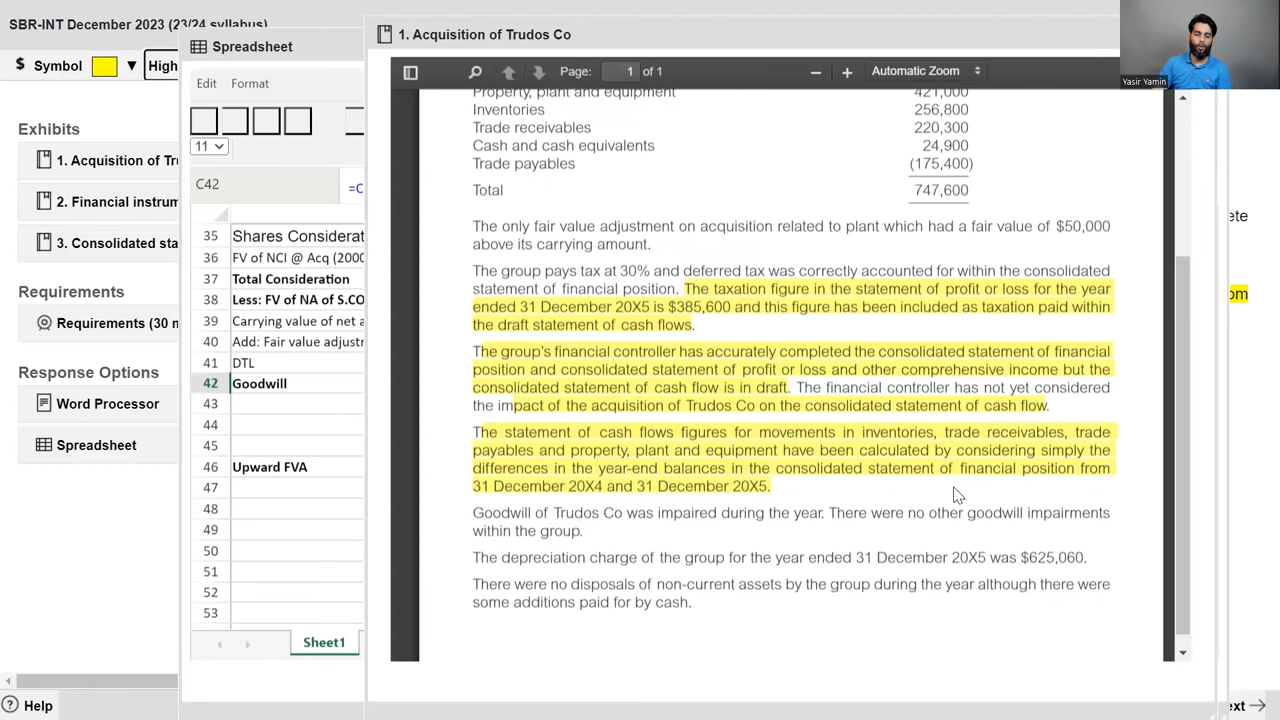 SBR-INT December 2023 (23/24 syllabus)
$ Symbol
High
Exhibits
1. Acquisition of Tr
2. Financial instrum
3. Consolidated sta
Requirements
Requirements (30 m
Response Options
Word Processor
Spreadsheet
Help
Spreadsheet
Edit Format
11
C42 =C
35 Shares Considerat
36 FV of NCI @ Acq (2000
37 Total Consideration
38 Less: FV of NA of S.CO
39 Carrying value of net a
40 Add: Fair value adjustr
41 DTL
42 Goodwill
43
44
45
46 Upward FVA
47
48
49
50
51
52
53
Sheet1
1. Acquisition of Trudos Co
Page: 1 of 1
Automatic Zoom
Property, plant and equipment 421,000
Inventories 256,800
Trade receivables 220,300
Cash and cash equivalents 24,900
Trade payables (175,400)
Total 747,600
The only fair value adjustment on acquisition related to plant which had a fair value of $50,000
above its carrying amount.
The group pays tax at 30% and deferred tax was correctly accounted for within the consolidated
statement of financial position. The taxation figure in the statement of profit or loss for the year
ended 31 December 20X5 is $385,600 and this figure has been included as taxation paid within
the draft statement of cash flows.
The group's financial controller has accurately completed the consolidated statement of financial
position and consolidated statement of profit or loss and other comprehensive income but the
consolidated statement of cash flow is in draft. The financial controller has not yet considered
the impact of the acquisition of Trudos Co on the consolidated statement of cash flow.
The statement of cash flows figures for movements in inventories, trade receivables, trade
payables and property, plant and equipment have been calculated by considering simply the
differences in the year-end balances in the consolidated statement of financial position from
31 December 20X4 and 31 December 20X5.
Goodwill of Trudos Co was impaired during the year. There were no other goodwill impairments
within the group.
The depreciation charge of the group for the year ended 31 December 20X5 was $625,060.
There were no disposals of non-current assets by the group during the year although there were
some additions paid for by cash.
Yasir Yamin
ete
om
ext